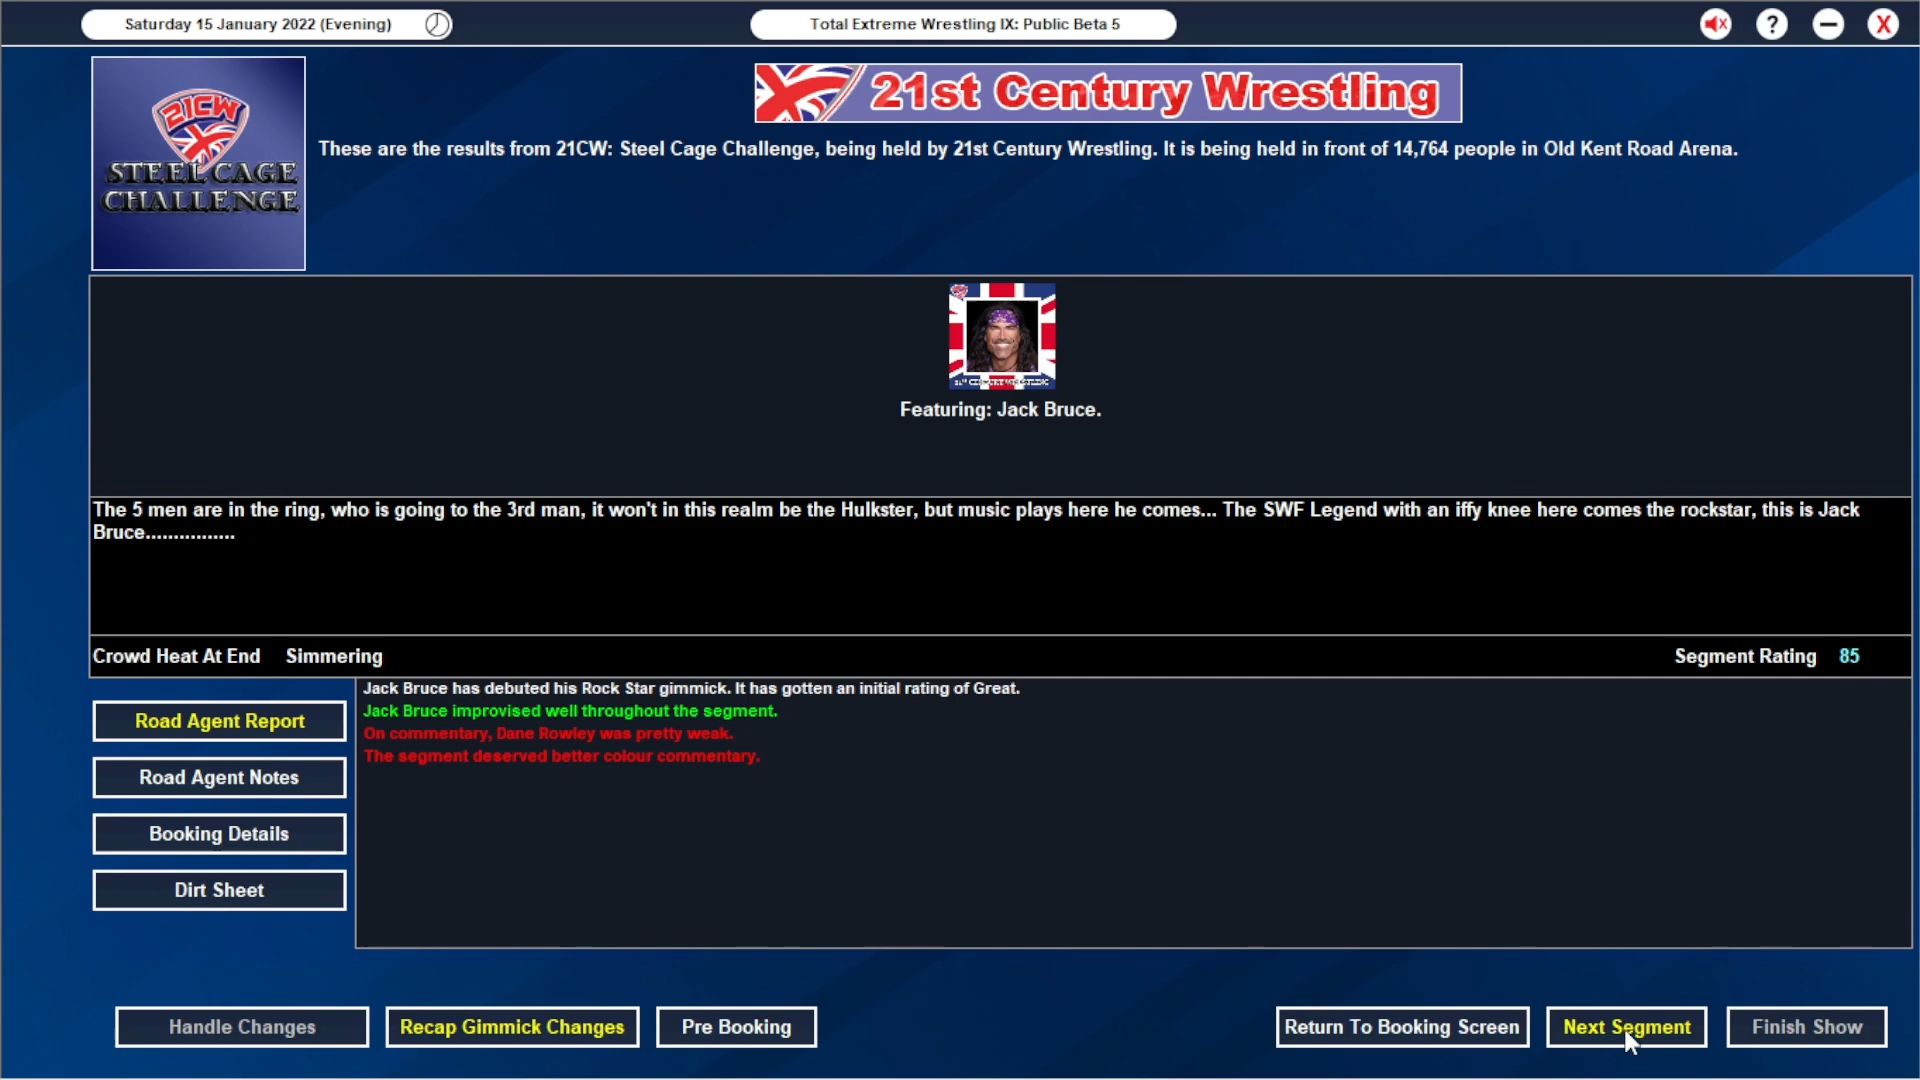 Saturday 15 January 2022 (Evening)
Total Extreme Wrestling IX: Public Beta 5
? X
21CW
STEEL CAGE
CHALLENGE
21st Century Wrestling
These are the results from 21CW: Steel Cage Challenge, being held by 21st Century Wrestling. It is being held in front of 14,764 people in Old Kent Road Arena.
21ST CENTURY WRESTLING
Featuring: Jack Bruce.
The 5 men are in the ring, who is going to the 3rd man, it won't in this realm be the Hulkster, but music plays here he comes... The SWF Legend with an iffy knee here comes the rockstar, this is Jack
Bruce................
Crowd Heat At End Simmering Segment Rating 85
Jack Bruce has debuted his Rock Star gimmick. It has gotten an initial rating of Great.
Jack Bruce improvised well throughout the segment.
On commentary, Dane Rowley was pretty weak.
The segment deserved better colour commentary.
Road Agent Report
Road Agent Notes
Booking Details
Dirt Sheet
Handle Changes
Recap Gimmick Changes
Pre Booking
Return To Booking Screen
Next Segment
Finish Show